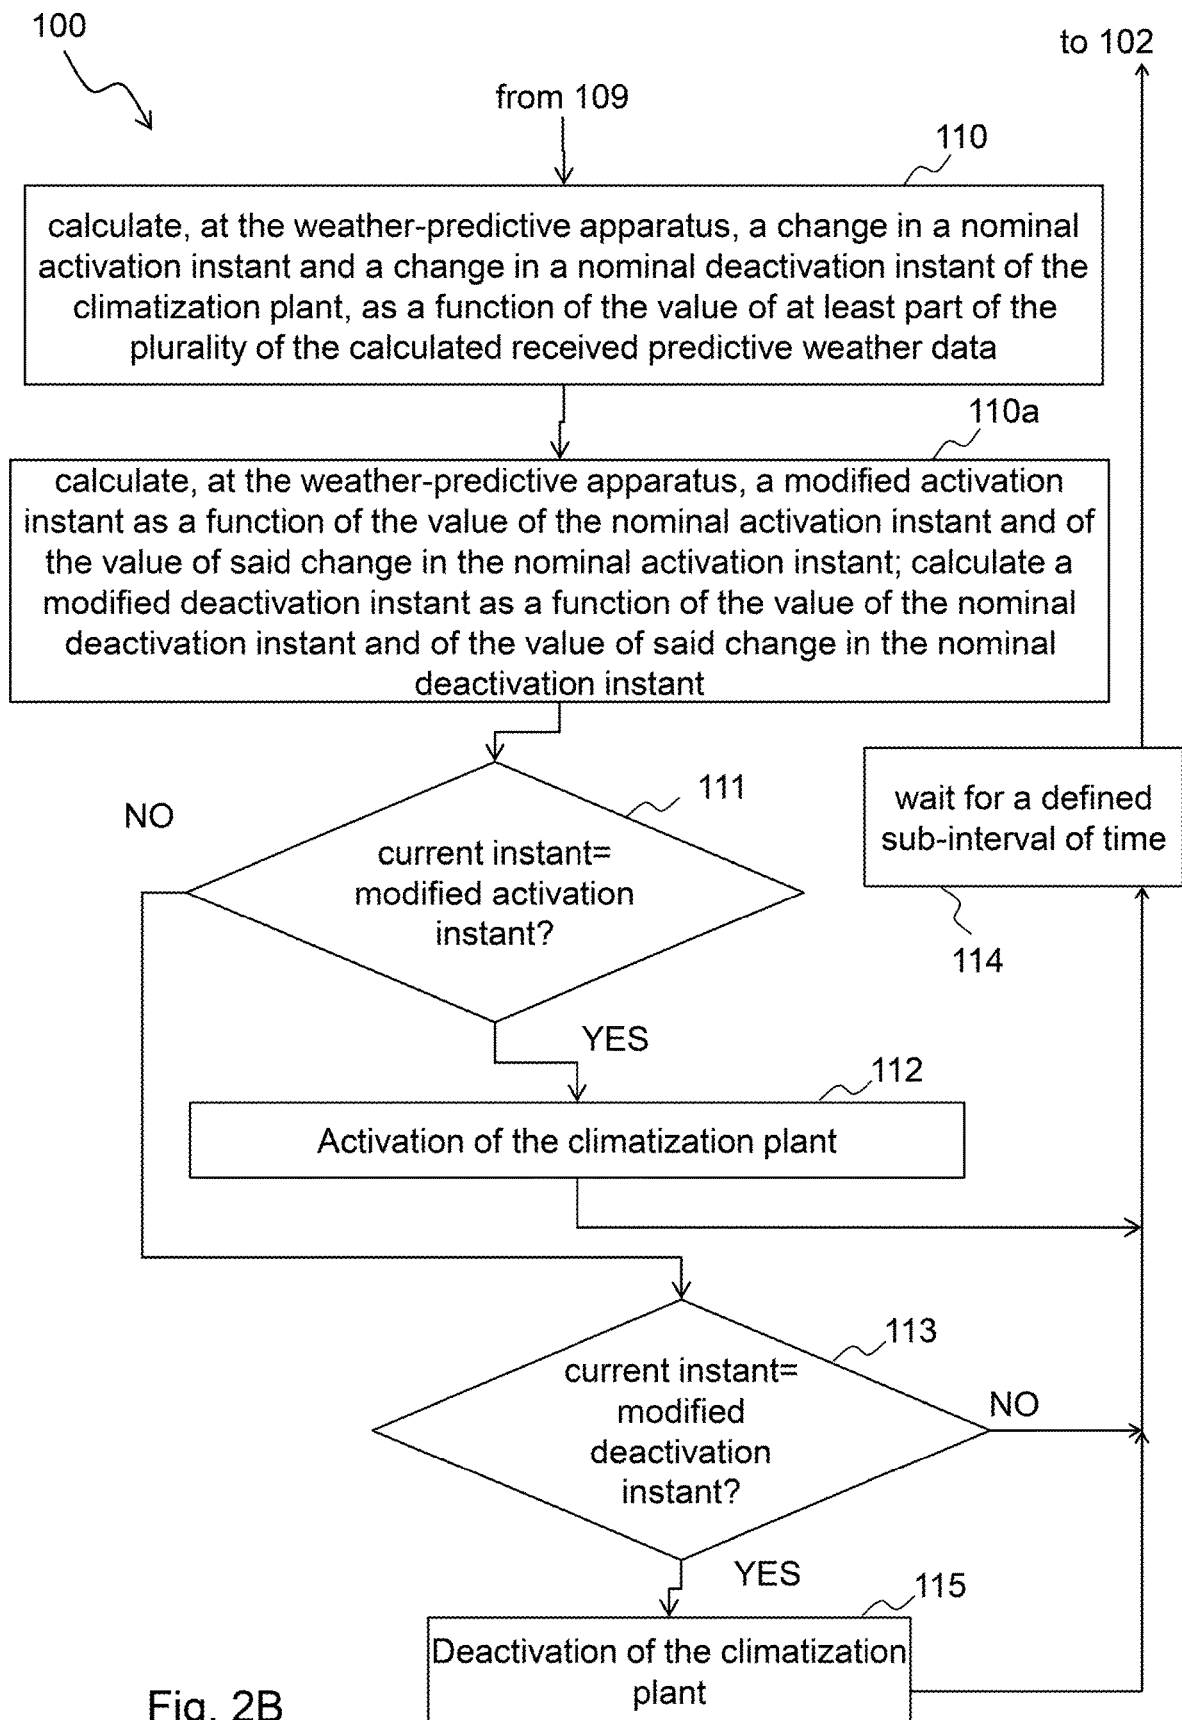 100
to 102
from 109
110
calculate, at the weather-predictive apparatus, a change in a nominal
activation instant and a change in a nominal deactivation instant of the
climatization plant, as a function of the value of at least part of the
plurality of the calculated received predictive weather data
110a
calculate, at the weather-predictive apparatus, a modified activation
instant as a function of the value of the nominal activation instant and of
the value of said change in the nominal activation instant; calculate a
modified deactivation instant as a function of the value of the nominal
deactivation instant and of the value of said change in the nominal
deactivation instant
111
NO
current instant=
modified activation
instant?
wait for a defined
sub-interval of time
114
YES
112
Activation of the climatization plant
113
current instant=
modified
deactivation
instant?
NO
YES
115
Deactivation of the climatization
plant
Fig. 2B